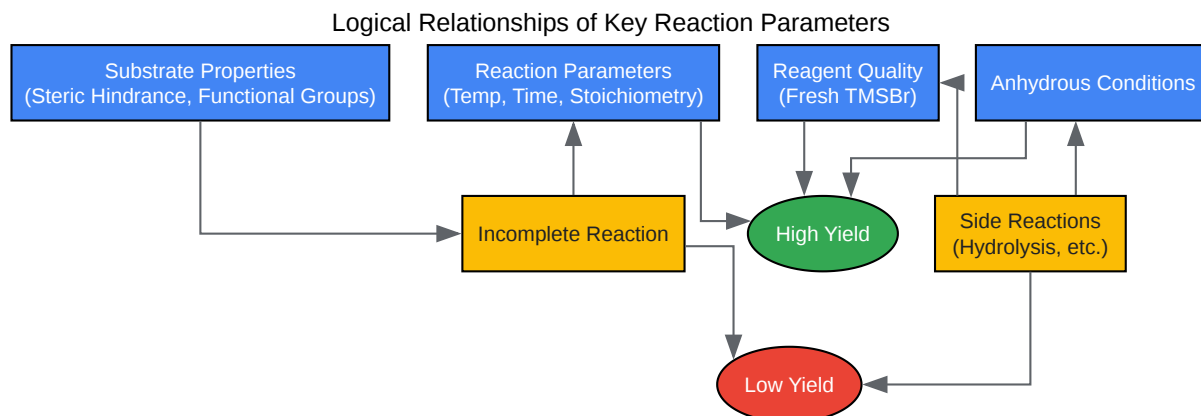 Logical Relationships of Key Reaction Parameters
Substrate Properties
(Steric Hindrance, Functional Groups)
Reaction Parameters
(Temp, Time, Stoichiometry)
Reagent Quality
(Fresh TMSBr)
Anhydrous Conditions
Incomplete Reaction
High Yield
Side Reactions
(Hydrolysis, etc.)
Low Yield